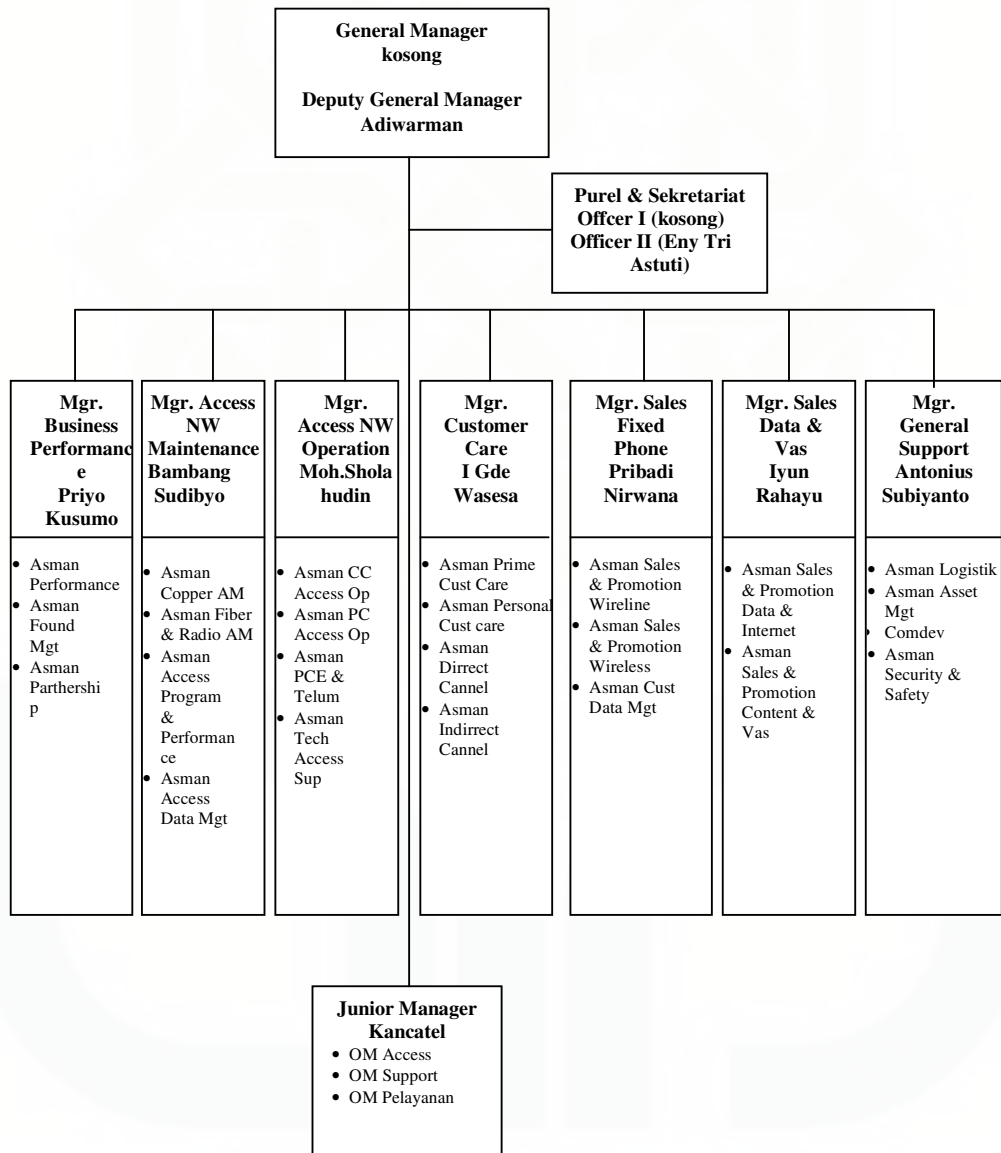 General Manager
kosong
Deputy General Manager
Adiwarman
Purel & Sekretariat
Offcer I (kosong)
Officer II (Eny Tri
Astuti)
Mgr.
Business
Performanc
e
Priyo
Kusumo
• Asman
Performance
• Asman
Found
Mgt
• Asman
Parthershi
p
Mgr. Access
NW
Maintenance
Bambang
Sudibyo
• Asman
Copper AM
• Asman Fiber
& Radio AM
• Asman
Access
Program
&
Performan
ce
• Asman
Access
Data Mgt
Mgr.
Access NW
Operation
Moh.Shola
hudin
• Asman CC
Access Op
• Asman PC
Access Op
• Asman
PCE &
Telum
• Asman
Tech
Access
Sup
Mgr.
Customer
Care
I Gde
Wasesa
• Asman Prime
Cust Care
• Asman Personal
Cust care
• Asman
Dirrect
Cannel
• Asman
Indirrect
Cannel
Mgr. Sales
Fixed
Phone
Pribadi
Nirwana
• Asman Sales
& Promotion
Wireline
• Asman Sales
& Promotion
Wireless
• Asman Cust
Data Mgt
Mgr. Sales
Data &
Vas
Iyun
Rahayu
• Asman Sales
& Promotion
Data &
Internet
• Asman
Sales &
Promotion
Content &
Vas
Mgr.
General
Support
Antonius
Subiyanto
• Asman Logistik
• Asman Asset
Mgt
• Comdev
• Asman
Security &
Safety
Junior Manager
Kancatel
• OM Access
• OM Support
• OM Pelayanan